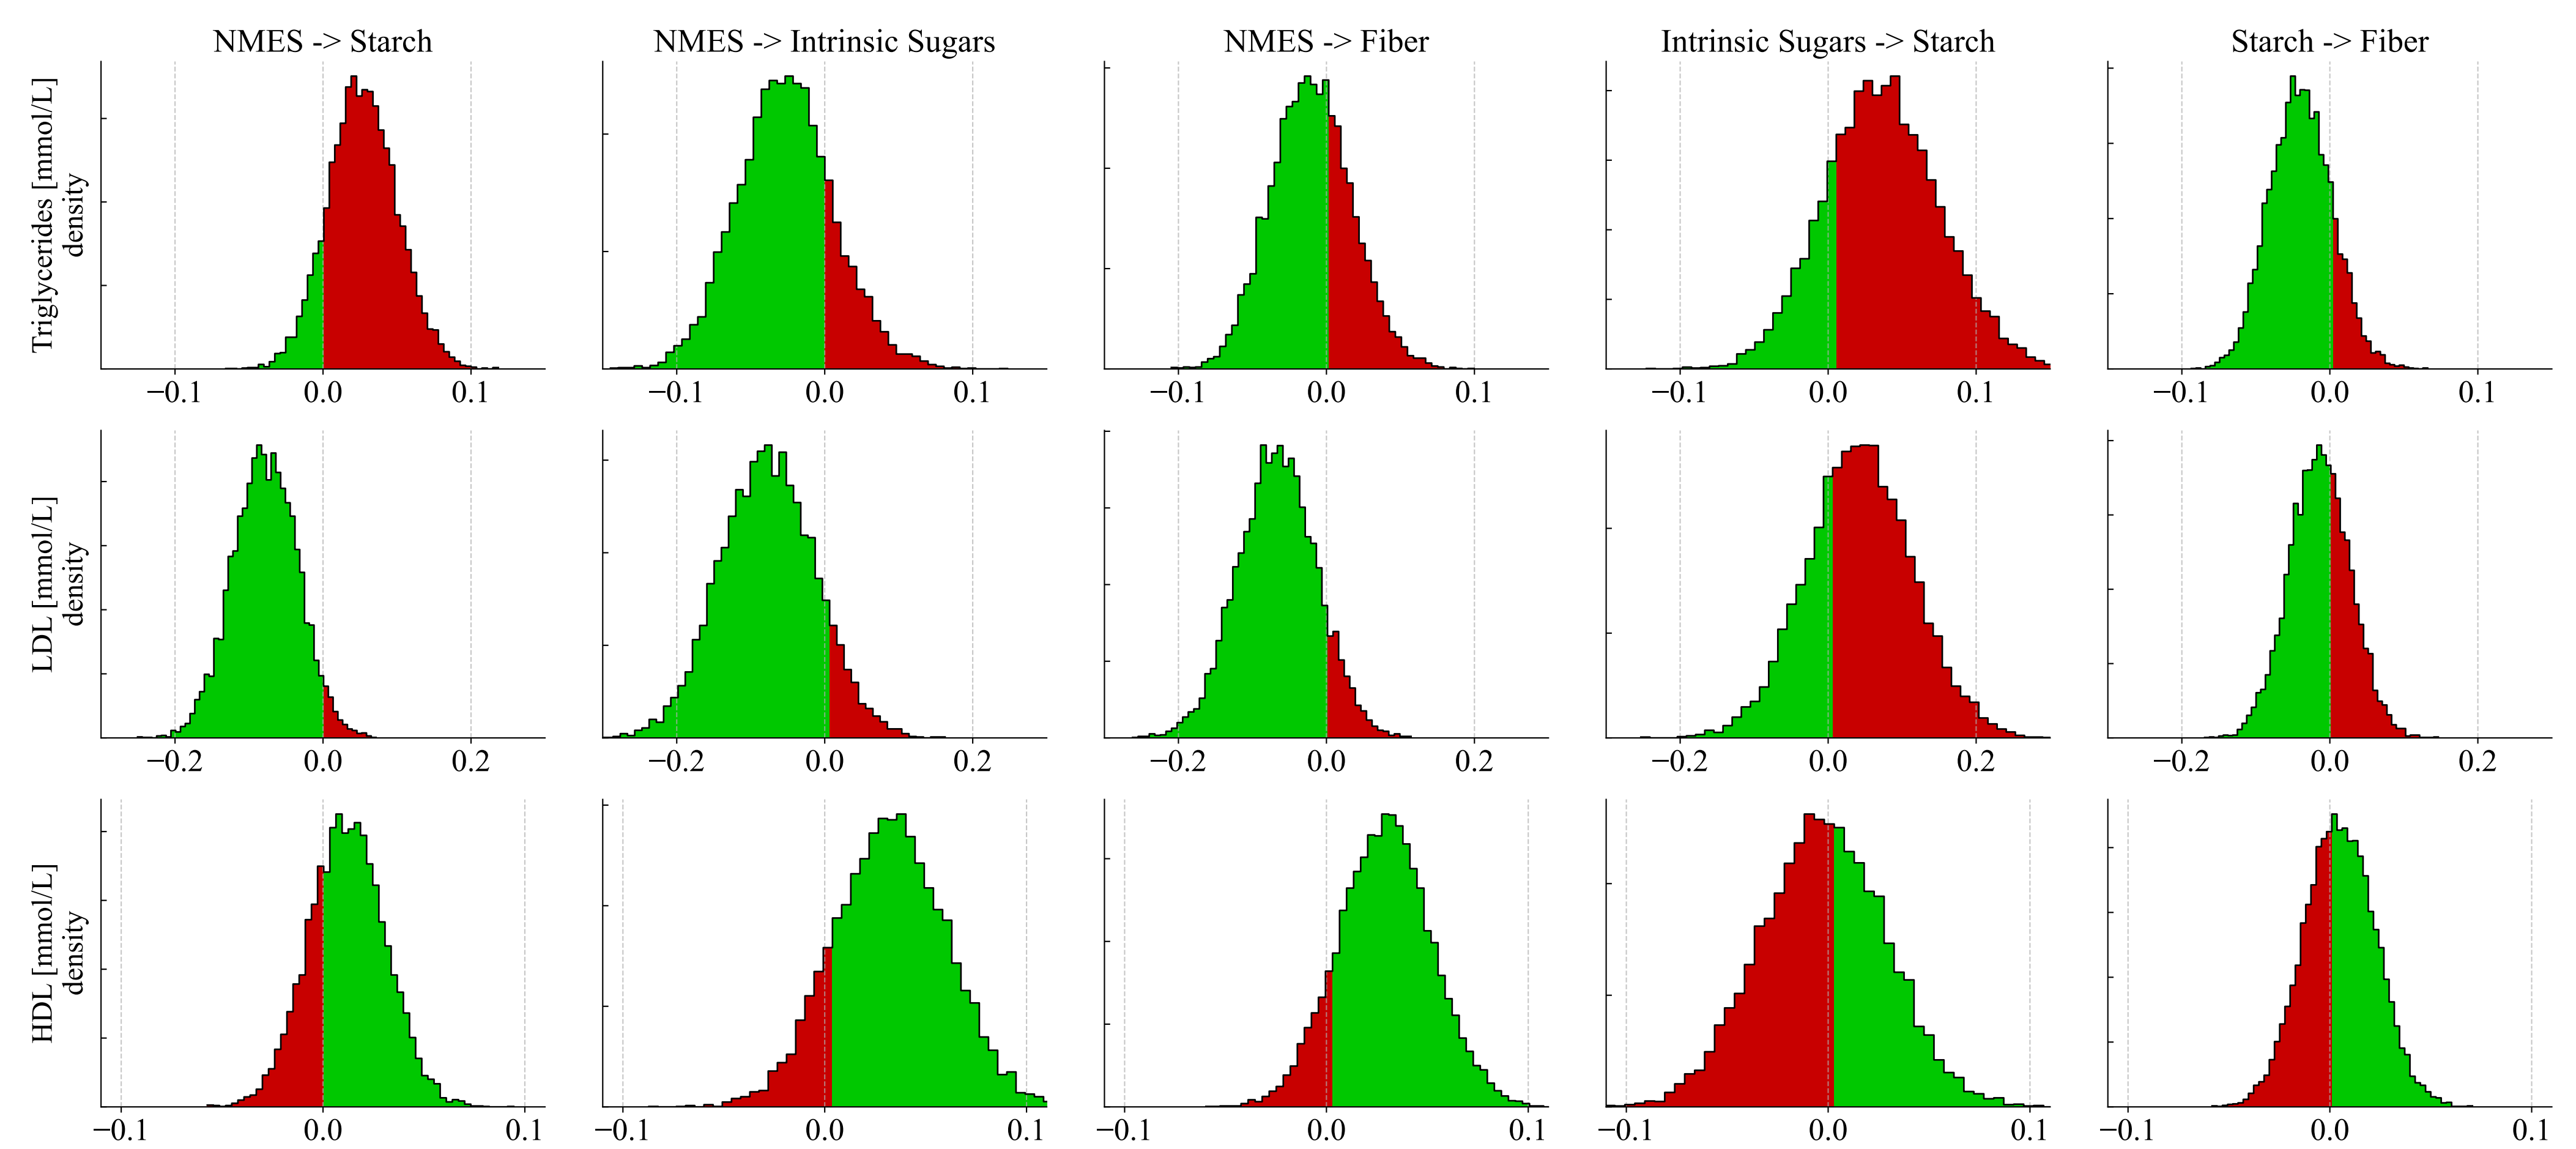 NMES -> Starch
NMES -> Intrinsic Sugars
NMES -> Fiber
Intrinsic Sugars -> Starch
Starch -> Fiber
Triglycerides [mmol/L]
density
−0.1 0.0 0.1
−0.1 0.0 0.1
−0.1 0.0 0.1
−0.1 0.0 0.1
−0.1 0.0 0.1
LDL [mmol/L]
density
−0.2 0.0 0.2
−0.2 0.0 0.2
−0.2 0.0 0.2
−0.2 0.0 0.2
−0.2 0.0 0.2
HDL [mmol/L]
density
−0.1 0.0 0.1
−0.1 0.0 0.1
−0.1 0.0 0.1
−0.1 0.0 0.1
−0.1 0.0 0.1